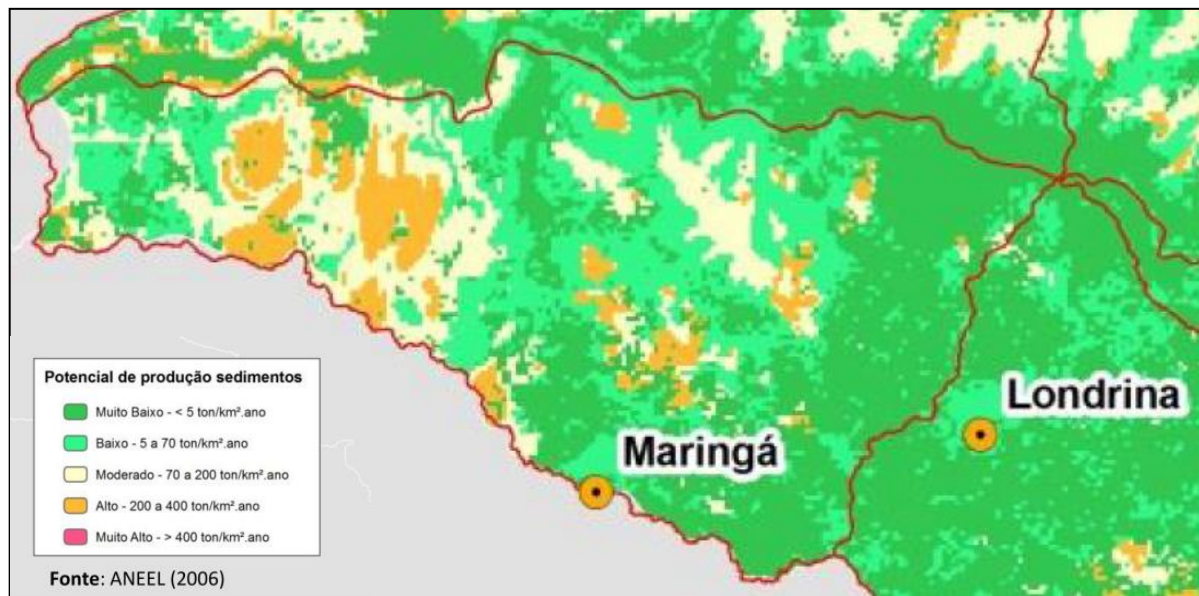 Londrina
Maringá
Potencial de produção sedimentos
Muito Baixo - < 5 ton/km².ano
Baixo - 5 a 70 ton/km².ano
Moderado - 70 a 200 ton/km².ano
Alto - 200 a 400 ton/km².ano
Muito Alto - > 400 ton/km².ano
Fonte: ANEEL (2006)